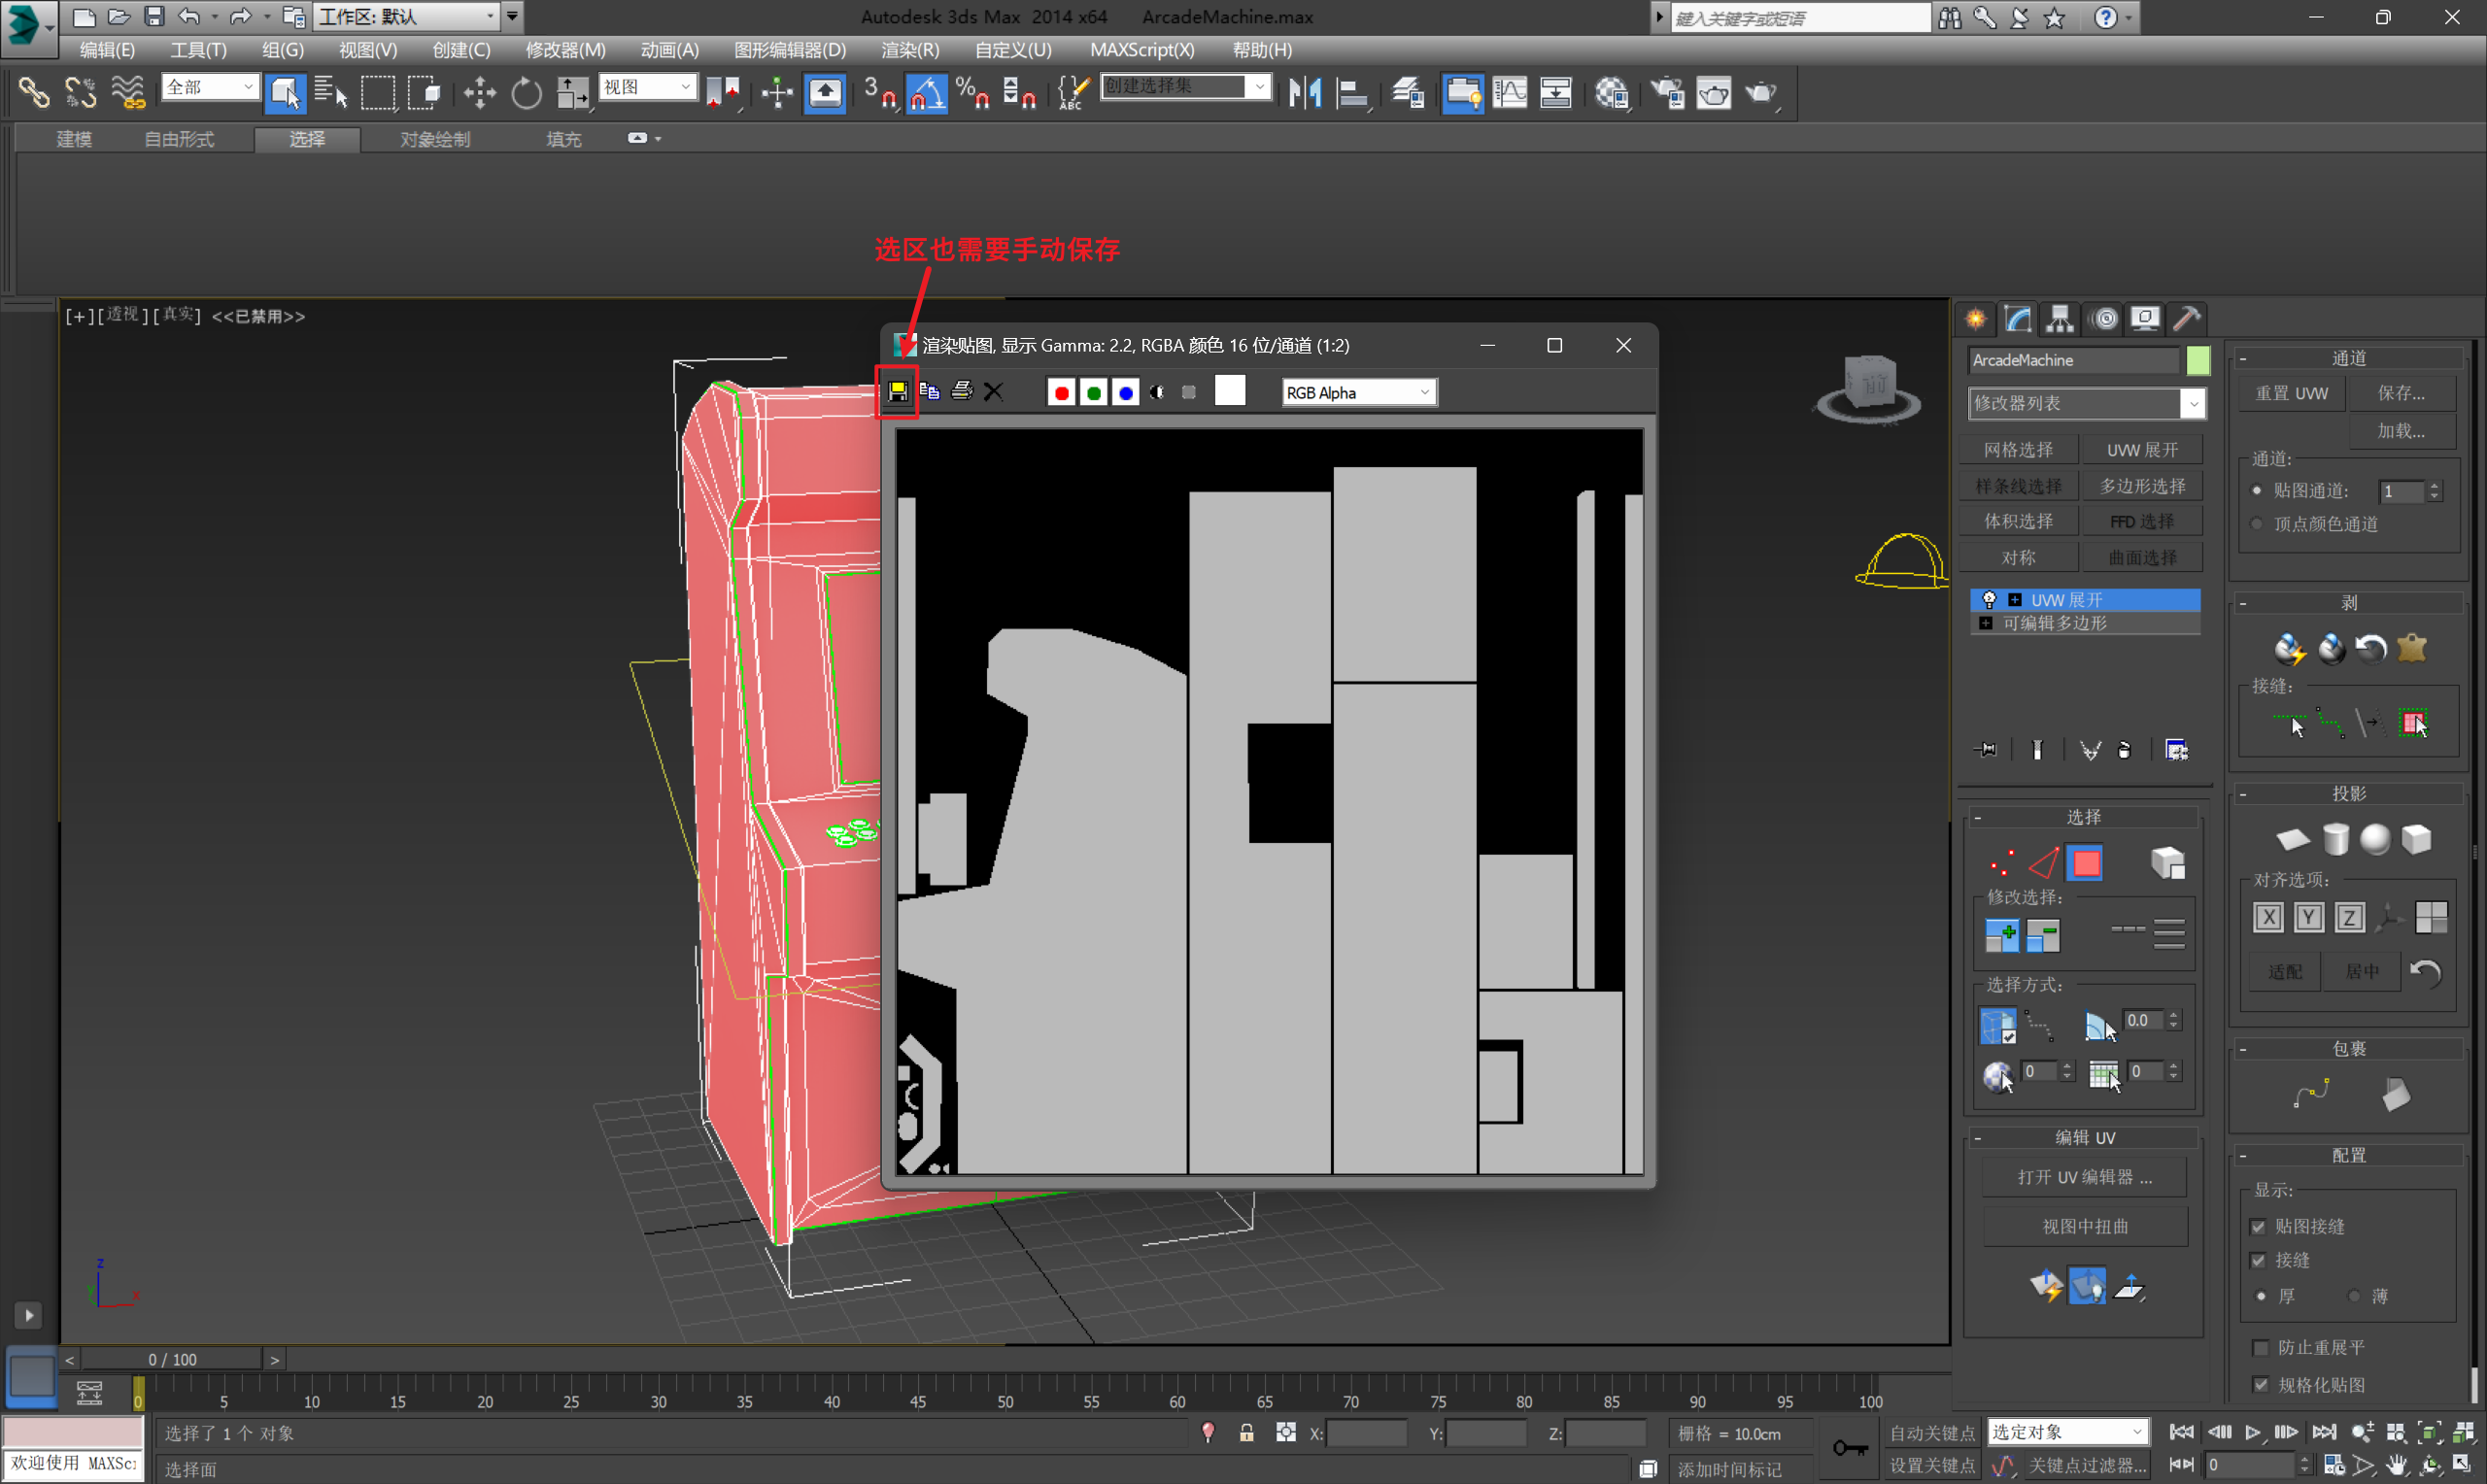 工作区: 默认
Autodesk 3ds Max 2014 x64 ArcadeMachine.max
键入关键字或短语
编辑(E) 工具(T) 组(G) 视图(V) 创建(C) 修改器(M) 动画(A) 图形编辑器(D) 渲染(R) 自定义(U) MAXScript(X) 帮助(H)
全部
视图
3
%
ABC
创建选择集
建模 自由形式 选择 对象绘制 填充
选区也需要手动保存
[+][透视][真实] <<已禁用>>
渲染贴图, 显示 Gamma: 2.2, RGBA 颜色 16 位/通道 (1:2)
RGB Alpha
前
ArcadeMachine
修改器列表
网格选择 UVW 展开
样条线选择 多边形选择
体积选择 FFD 选择
对称 曲面选择
UVW 展开
可编辑多边形
选择
修改选择:
选择方式:
0.0
0 0
编辑 UV
打开 UV 编辑器 ...
视图中扭曲
通道
重置 UVW 保存...
加载...
通道:
贴图通道: 1
顶点颜色通道
剥
接缝:
投影
对齐选项:
X Y Z
适配 居中
包裹
配置
显示:
贴图接缝
接缝
厚 薄
防止重展平
规格化贴图
z
y x
< 0 / 100 >
0 5 10 15 20 25 30 35 40 45 50 55 60 65 70 75 80 85 90 95 100
选择了 1 个 对象 X: Y: Z: 栅格 = 10.0cm 自动关键点 选定对象
欢迎使用 MAXSci 选择面 添加时间标记 设置关键点 关键点过滤器... 0